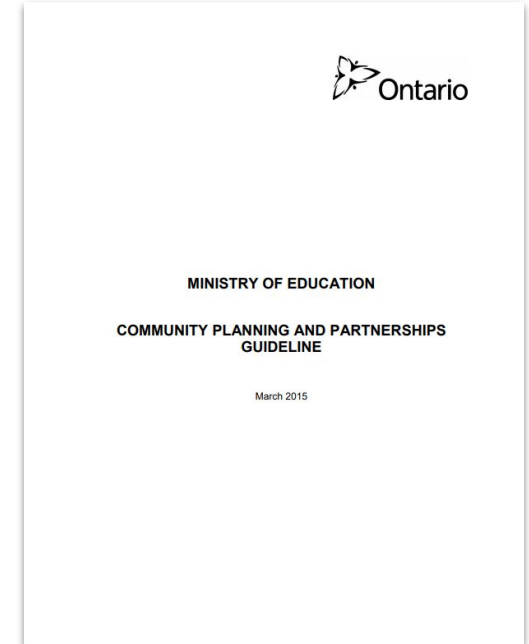 Ontario
MINISTRY OF EDUCATION
COMMUNITY PLANNING AND PARTNERSHIPS
GUIDELINE
March 2015